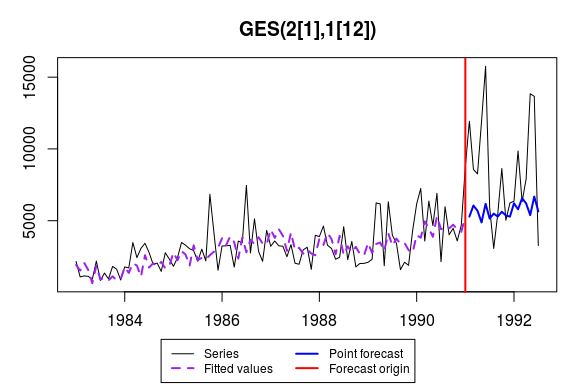 GES(2[1],1[12])
15000
10000
5000
1984 1986 1988 1990 1992
Series Point forecast
Fitted values Forecast origin